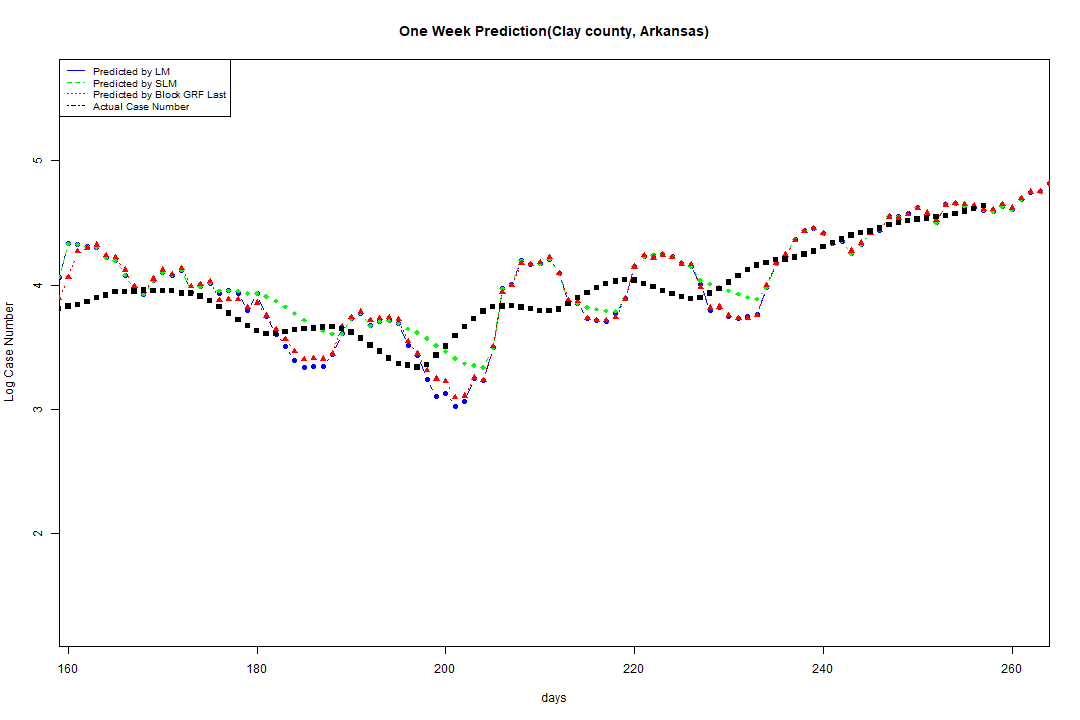 One Week Prediction(Clay county, Arkansas)
Predicted by LM
Predicted by SLM
Predicted by Block GRF Last
Actual Case Number
5
4
3
2
Log Case Number
160 180 200 220 240 260
days